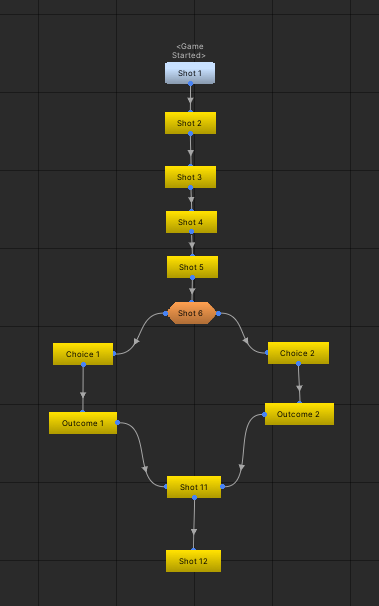 <Game
Started>
Shot 1
Shot 2
Shot 3
Shot 4
Shot 5
Shot 6
Choice 1
Choice 2
Outcome 1
Outcome 2
Shot 11
Shot 12